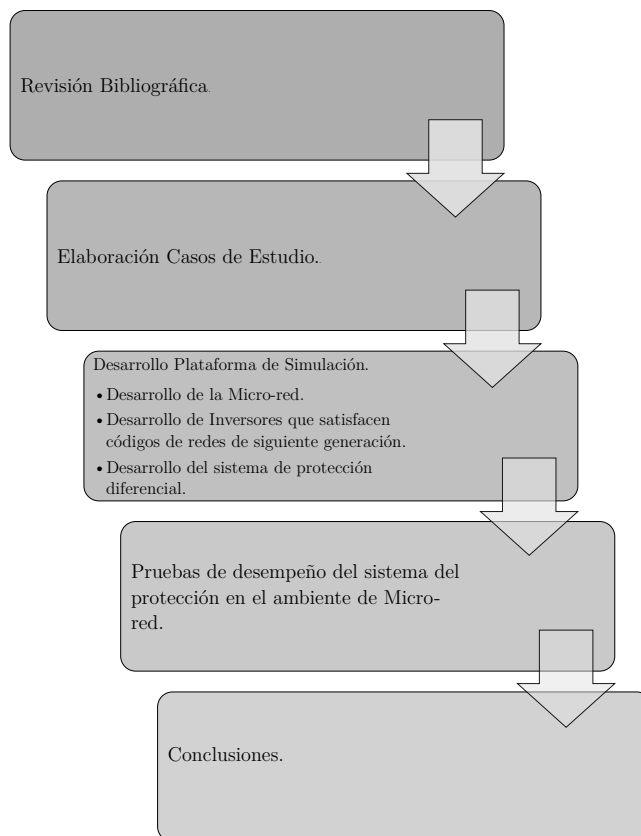 Revisión Bibliográfica.
Elaboración Casos de Estudio.
Desarrollo Plataforma de Simulación.
• Desarrollo de la Micro-red.
• Desarrollo de Inversores que satisfacen
códigos de redes de siguiente generación.
• Desarrollo del sistema de protección
diferencial.
Pruebas de desempeño del sistema del
protección en el ambiente de Micro-
red.
Conclusiones.